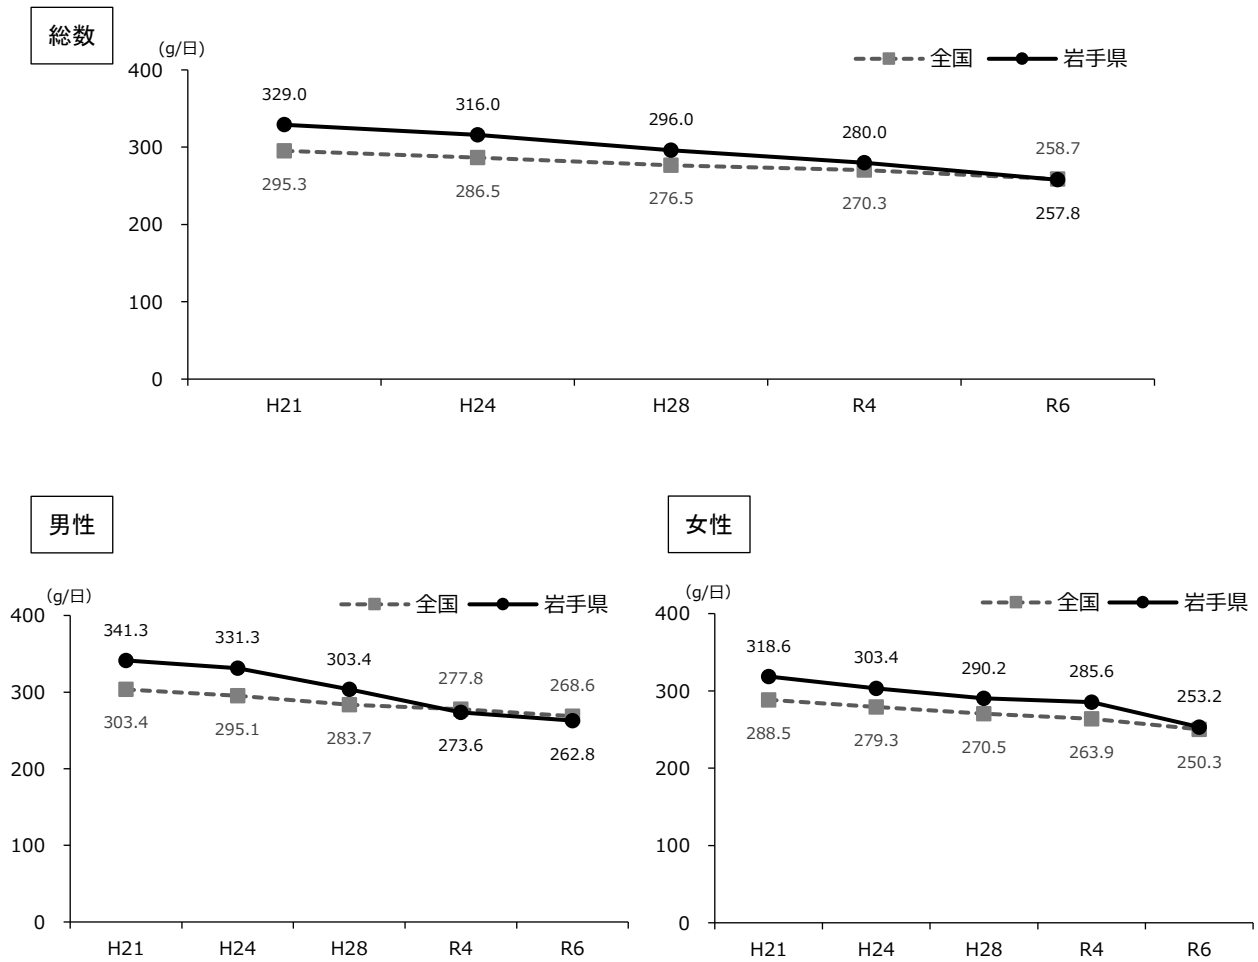 総数
(g/日)
全国 岩手県
400
300
200
100
0
329.0 316.0 296.0 280.0 258.7
295.3 286.5 276.5 270.3 257.8
H21 H24 H28 R4 R6
男性
(g/日)
全国 岩手県
400
300
200
100
0
341.3 331.3 303.4 277.8 268.6
303.4 295.1 283.7 273.6 262.8
H21 H24 H28 R4 R6
女性
(g/日)
全国 岩手県
400
300
200
100
0
318.6 303.4 290.2 285.6 253.2
288.5 279.3 270.5 263.9 250.3
H21 H24 H28 R4 R6